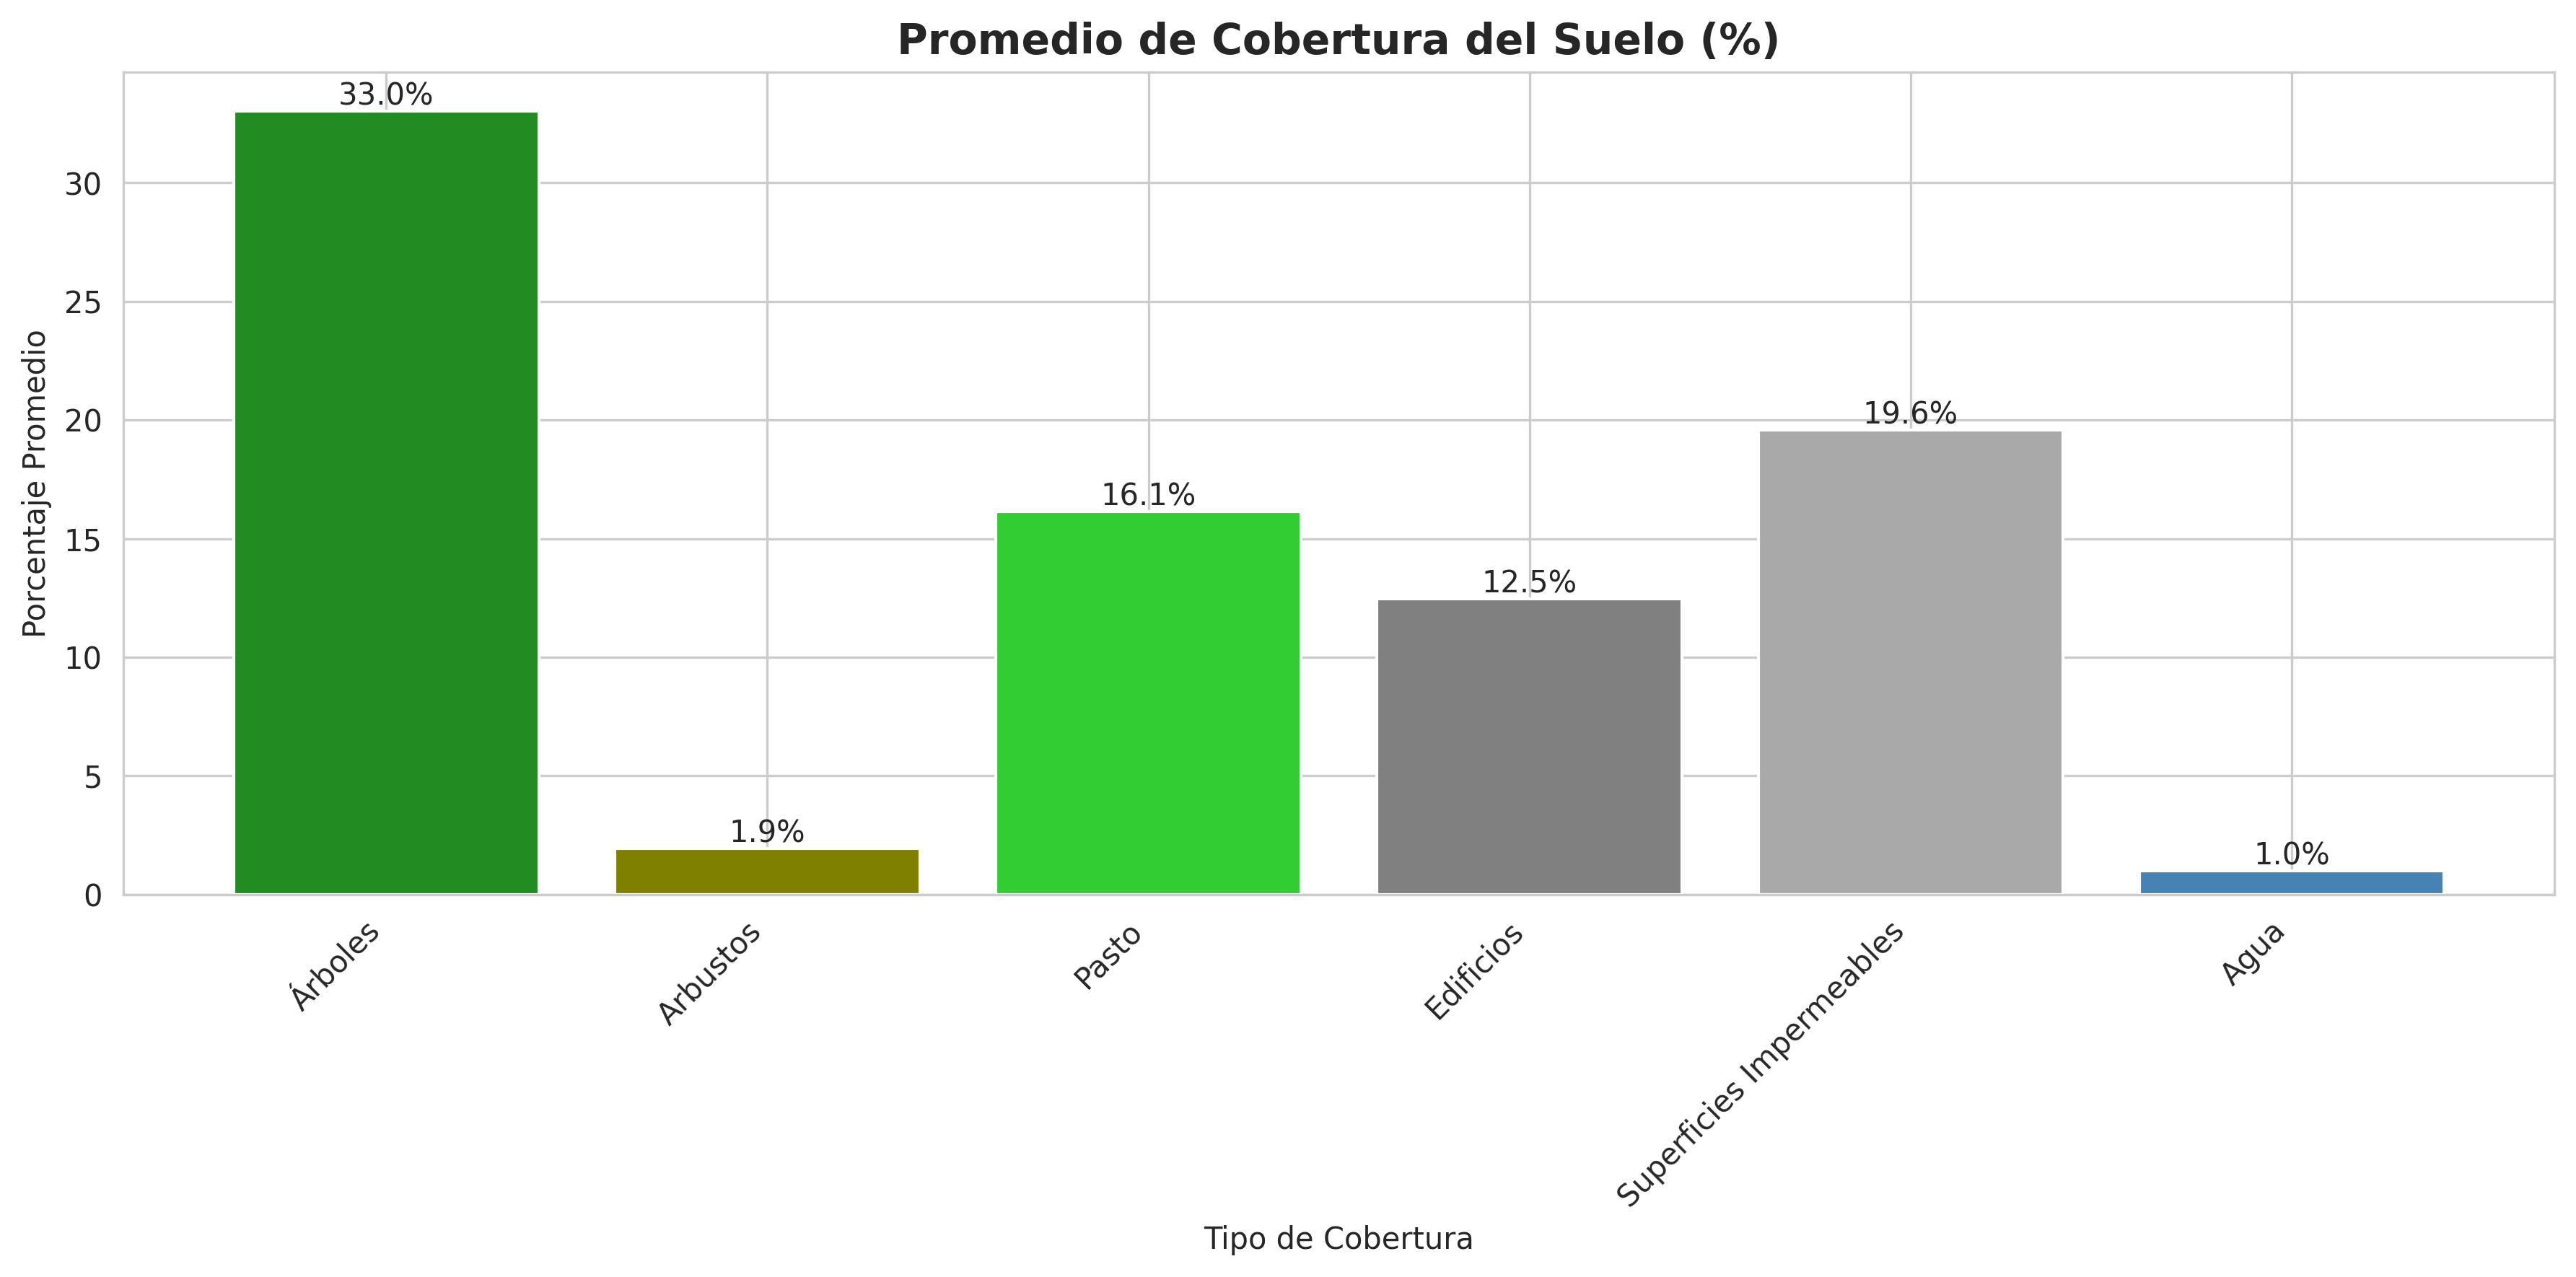 Promedio de Cobertura del Suelo (%)
Porcentaje Promedio
30
25
20
15
10
5
0
33.0%
1.9%
16.1%
12.5%
19.6%
1.0%
Árboles
Arbustos
Pasto
Edificios
Superficies Impermeables
Agua
Tipo de Cobertura